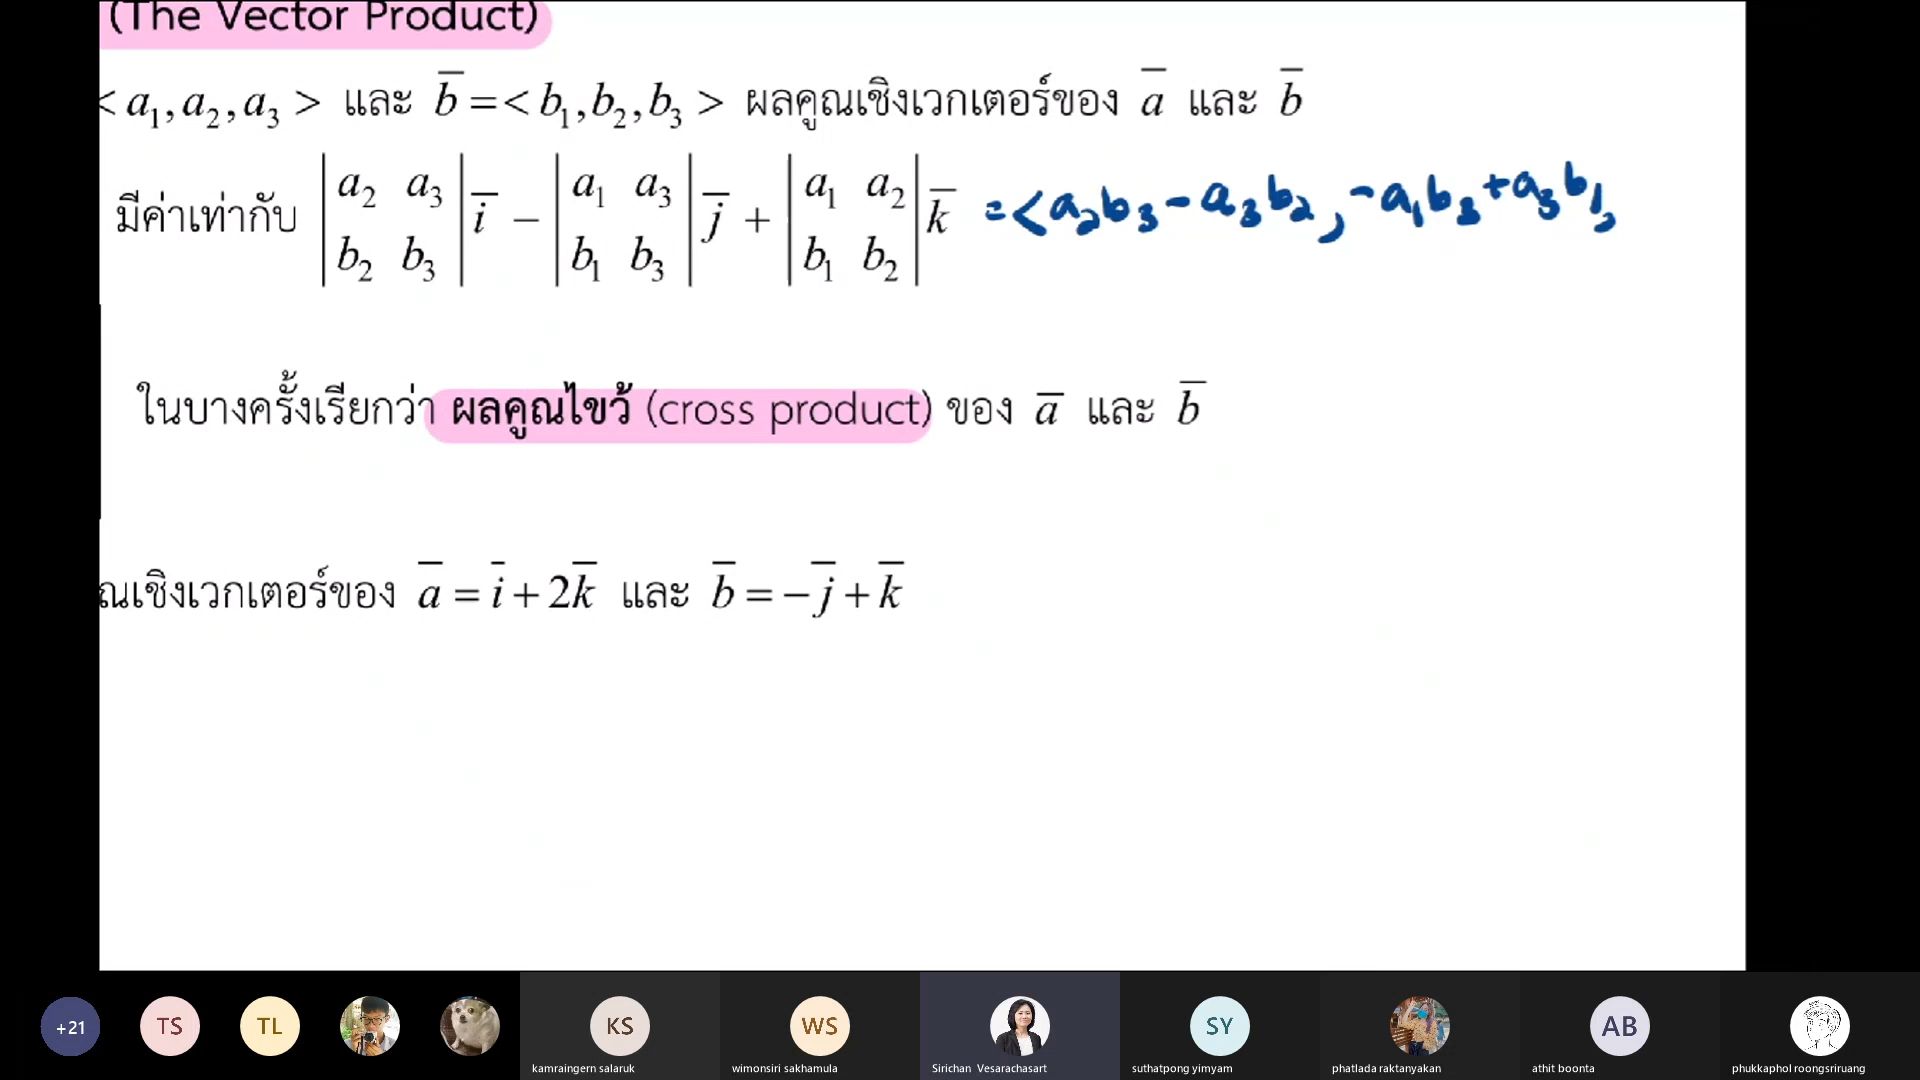 (The Vector Product)
< a₁, a₂, a₃ > และ b̅ = < b₁, b₂, b₃ > ผลคูณเชิงเวกเตอร์ของ a̅ และ b̅
มีค่าเท่ากับ |a₂ a₃; b₂ b₃| i̅ − |a₁ a₃; b₁ b₃| j̅ + |a₁ a₂; b₁ b₂| k̅ = < a₂b₃ − a₃b₂, −a₁b₃ + a₃b₁,
ในบางครั้งเรียกว่า ผลคูณไขว้ (cross product) ของ a̅ และ b̅
ณเชิงเวกเตอร์ของ a̅ = i̅ + 2k̅ และ b̅ = −j̅ + k̅
+21 TS TL KS WS SY AB
kamraingern salaruk wimonsiri sakhamula Sirichan Vesarachasart suthatpong yimyam phatlada raktanyakan athit boonta phukkaphol roongsriruang